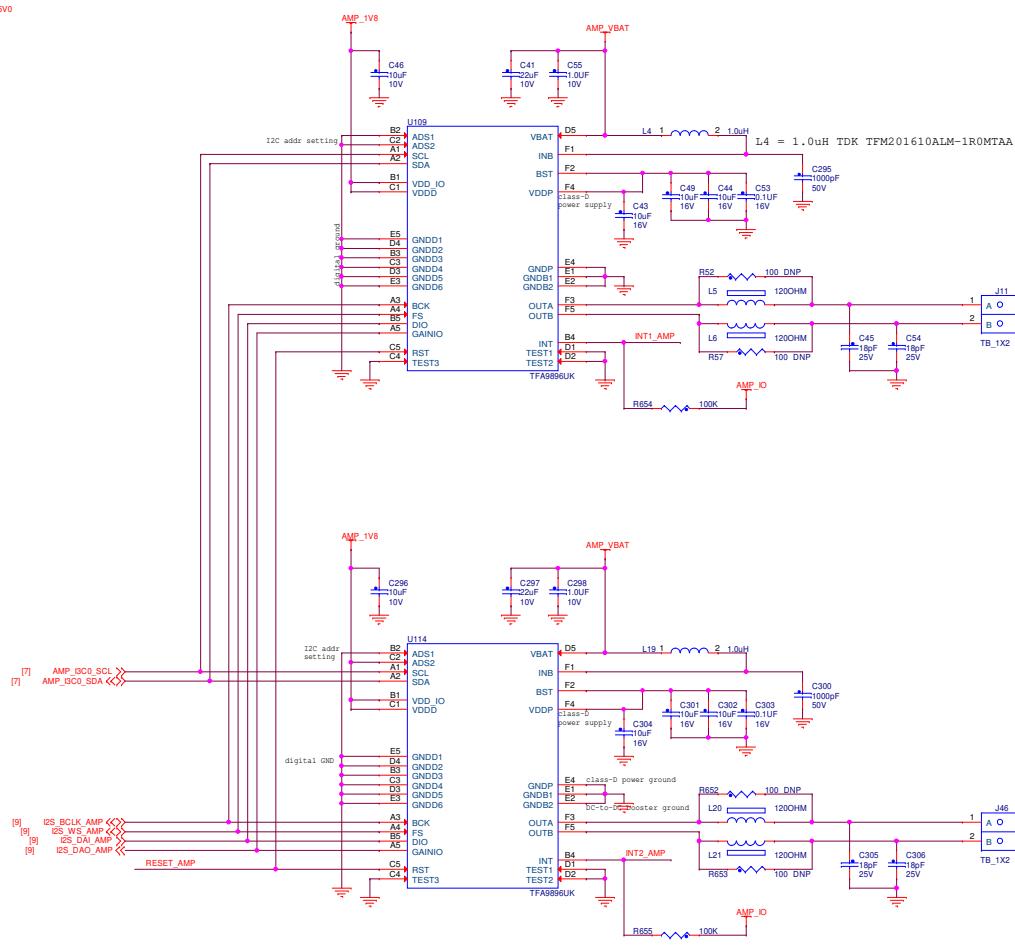 5V0
AMP_1V8
AMP_VBAT
C46
10uF
10V
C41
22uF
10V
C55
1.0UF
10V
U109
I2C addr setting
B2 ADS1
C2 ADS2
A1 SCL
A2 SDA
B1 VDD_IO
C1 VDDD
digital ground
E5 GNDD1
D4 GNDD2
B3 GNDD3
C3 GNDD4
D3 GNDD5
E3 GNDD6
A3 BCK
A4 FS
B5 DIO
A5 GAINIO
C5 RST
C4 TEST3
VBAT D5
INB F1
BST F2
VDDP F4
class-D
power supply
GNDP E4
GNDB1 E1
GNDB2 E2
OUTA F3
OUTB F5
INT B4
TEST1 D1
TEST2 D2
TFA9896UK
L4 1 2 1.0uH
L4 = 1.0uH TDK TFM201610ALM-1R0MTAA
C295
1000pF
50V
C43
10uF
16V
C49
10uF
16V
C44
10uF
16V
C53
0.1UF
16V
R52 100 DNP
L5 120OHM
L6 120OHM
R57 100 DNP
INT1_AMP
C45
18pF
25V
C54
18pF
25V
J11
1 A
2 B
TB_1X2
AMP_IO
R654 100K
AMP_1V8
AMP_VBAT
C296
10uF
10V
C297
22uF
10V
C298
1.0UF
10V
U114
I2C addr
setting
B2 ADS1
C2 ADS2
A1 SCL
A2 SDA
B1 VDD_IO
C1 VDDD
digital GND
E5 GNDD1
D4 GNDD2
B3 GNDD3
C3 GNDD4
D3 GNDD5
E3 GNDD6
A3 BCK
A4 FS
B5 DIO
A5 GAINIO
C5 RST
C4 TEST3
[7] AMP_I3C0_SCL
[7] AMP_I3C0_SDA
[9] I2S_BCLK_AMP
[9] I2S_WS_AMP
[9] I2S_DAI_AMP
[9] I2S_DAO_AMP
RESET_AMP
VBAT D5
INB F1
BST F2
VDDP F4
class-D
power supply
GNDP E4
GNDB1 E1
GNDB2 E2
class-D power ground
DC-to-DC booster ground
OUTA F3
OUTB F5
INT B4
TEST1 D1
TEST2 D2
TFA9896UK
L19 1 2 1.0uH
C300
1000pF
50V
C304
10uF
16V
C301
10uF
16V
C302
10uF
16V
C303
0.1UF
16V
R652 100 DNP
L20 120OHM
L21 120OHM
R653 100 DNP
INT2_AMP
C305
18pF
25V
C306
18pF
25V
J46
1 A
2 B
TB_1X2
AMP_IO
R655 100K